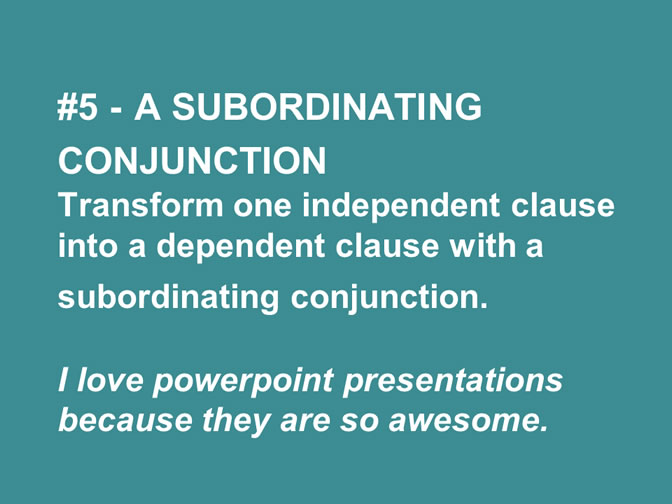 #5 - A SUBORDINATING
CONJUNCTION
Transform one independent clause
into a dependent clause with a
subordinating conjunction.
I love powerpoint presentations
because they are so awesome.